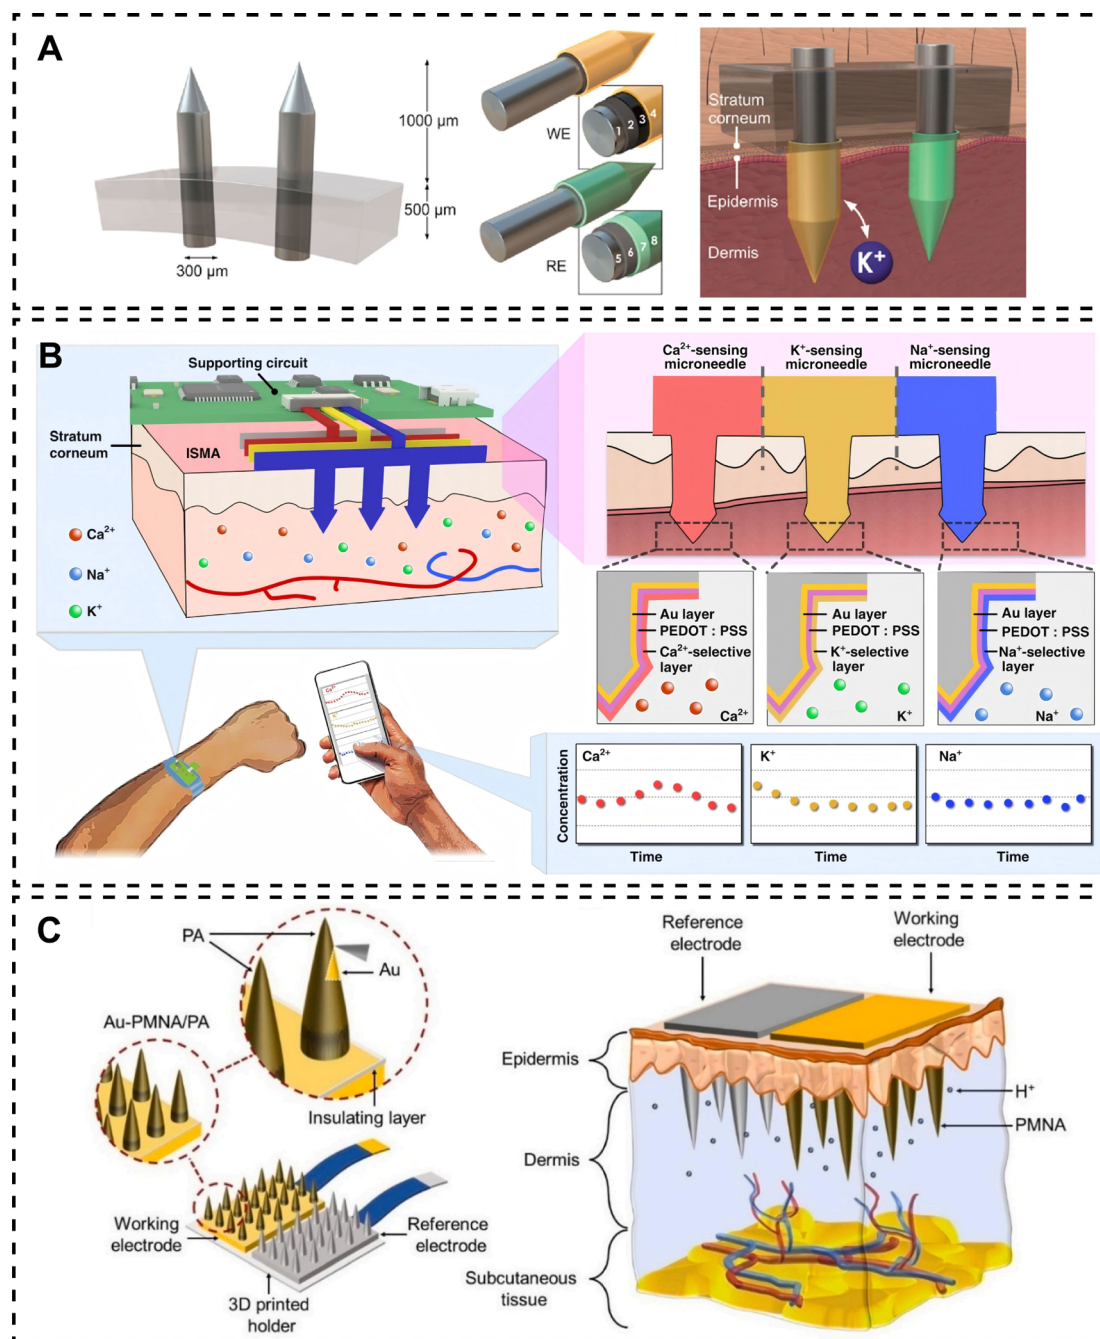 A
1000 µm
500 µm
300 µm
WE
1 2 3 4
RE
5 6 7 8
Stratum
corneum
Epidermis
Dermis
K+
B
Supporting circuit
Stratum
corneum
ISMA
Ca2+
Na+
K+
Ca2+-sensing
microneedle
K+-sensing
microneedle
Na+-sensing
microneedle
Au layer
PEDOT : PSS
Ca2+-selective
layer
Ca2+
Au layer
PEDOT : PSS
K+-selective
layer
K+
Au layer
PEDOT : PSS
Na+-selective
layer
Na+
Ca2+
Concentration
Ca2+
K+
Na+
Time
Time
Time
C
PA
Au
Au-PMNA/PA
Insulating layer
Working
electrode
Reference
electrode
3D printed
holder
Reference
electrode
Working
electrode
Epidermis
H+
PMNA
Dermis
Subcutaneous
tissue